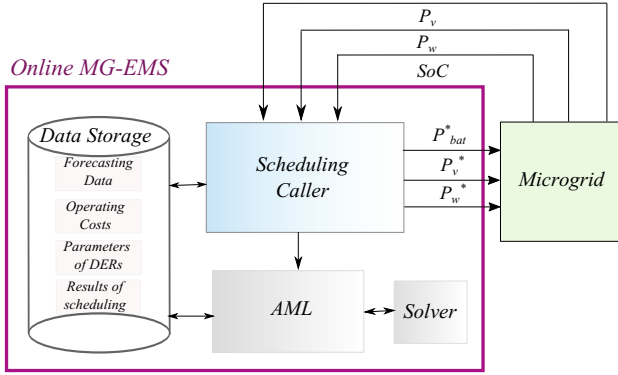 P_v
P_w
SoC
Online MG-EMS
Data Storage
Forecasting
Data
Operating
Costs
Parameters
of DERs
Results of
scheduling
Scheduling
Caller
P^*_bat
P_v^*
P_w^*
Microgrid
AML
Solver